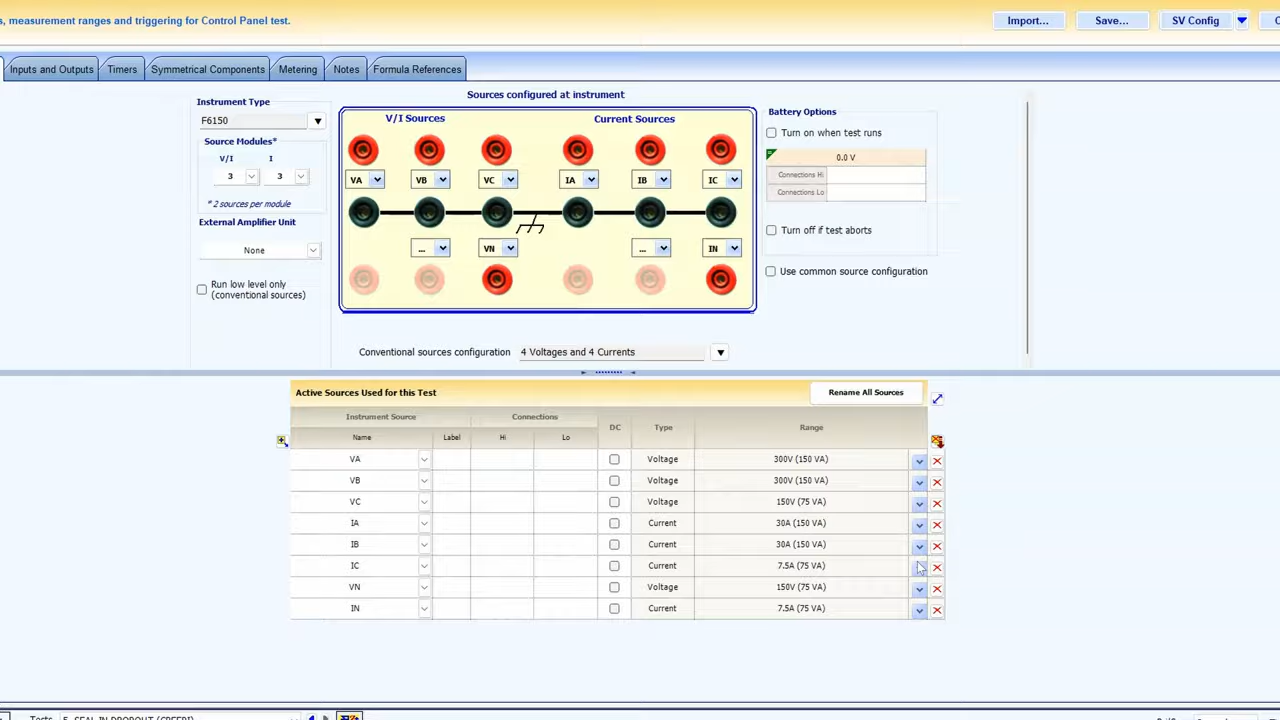 s, measurement ranges and triggering for Control Panel test.
Import...
Save...
SV Config
Inputs and Outputs
Timers
Symmetrical Components
Metering
Notes
Formula References
Instrument Type
F6150
Source Modules*
V/I I
3 3
* 2 sources per module
External Amplifier Unit
None
Run low level only
(conventional sources)
Sources configured at instrument
V/I Sources
Current Sources
VA VB VC IA IB IC
... VN ... IN
Conventional sources configuration 4 Voltages and 4 Currents
Battery Options
Turn on when test runs
0.0 V
Connections Hi
Connections Lo
Turn off if test aborts
Use common source configuration
Active Sources Used for this Test
Rename All Sources
Instrument Source Connections DC Type Range
Name Label Hi Lo
VA Voltage 300V (150 VA)
VB Voltage 300V (150 VA)
VC Voltage 150V (75 VA)
IA Current 30A (150 VA)
IB Current 30A (150 VA)
IC Current 7.5A (75 VA)
VN Voltage 150V (75 VA)
IN Current 7.5A (75 VA)
Tests 5. SEAL IN DROPOUT (CREEPI)